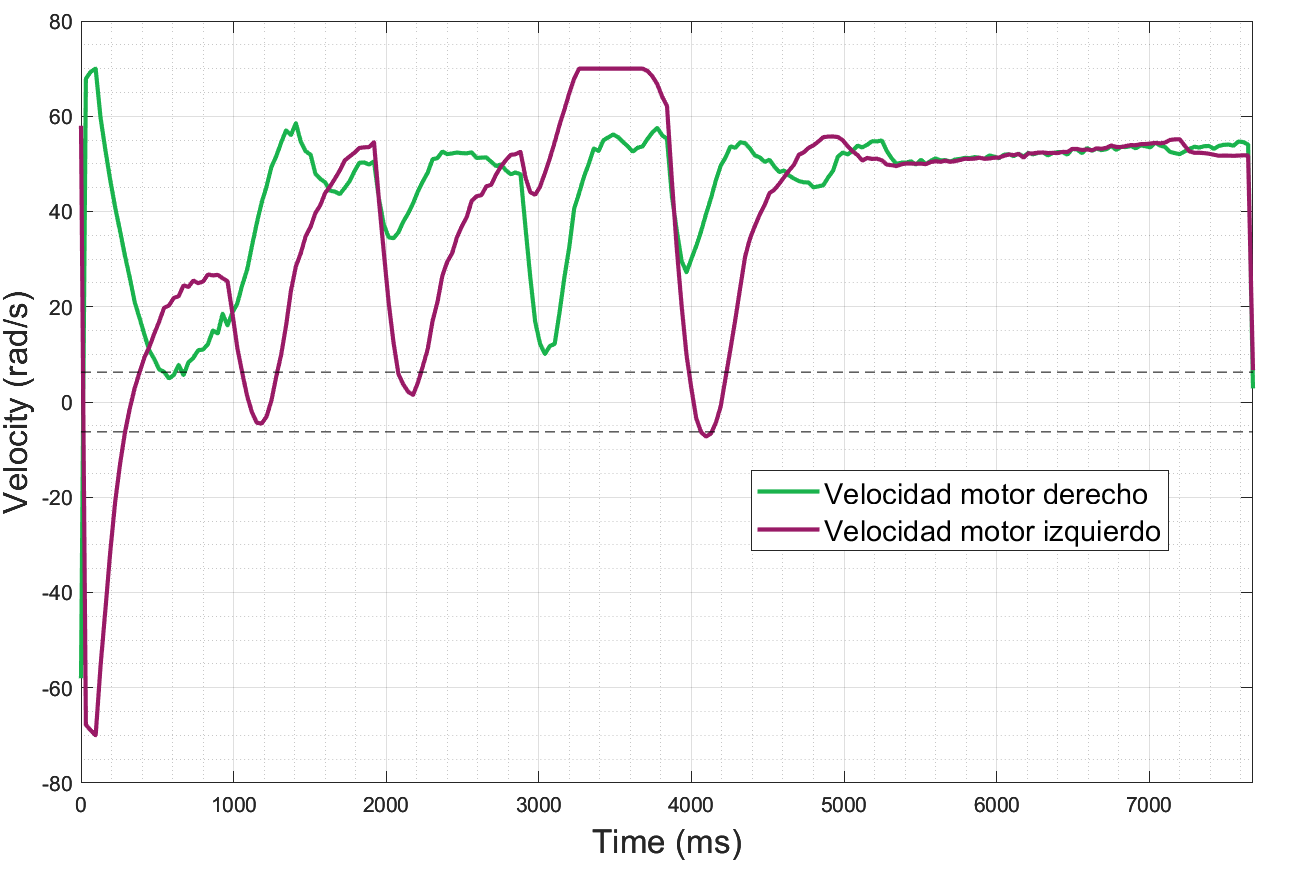 80
60
40
20
0
-20
-40
-60
-80
Velocity (rad/s)
Velocidad motor derecho
Velocidad motor izquierdo
0 1000 2000 3000 4000 5000 6000 7000
Time (ms)